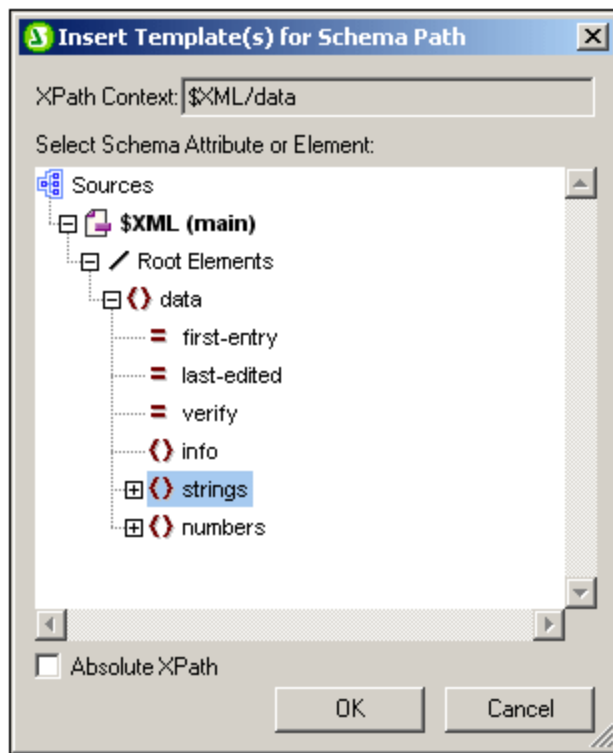 Insert Template(s) for Schema Path
XPath Context: $XML/data
Select Schema Attribute or Element:
Sources
$XML (main)
Root Elements
data
first-entry
last-edited
verify
info
strings
numbers
Absolute XPath
OK Cancel